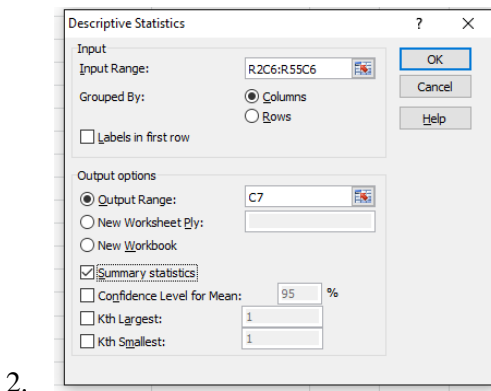 Descriptive Statistics ? ×
Input
Input Range: R2C6:R55C6
Grouped By: Columns
Rows
Labels in first row
OK
Cancel
Help
Output options
Output Range: C7
New Worksheet Ply:
New Workbook
Summary statistics
Confidence Level for Mean: 95 %
Kth Largest: 1
Kth Smallest: 1
2.